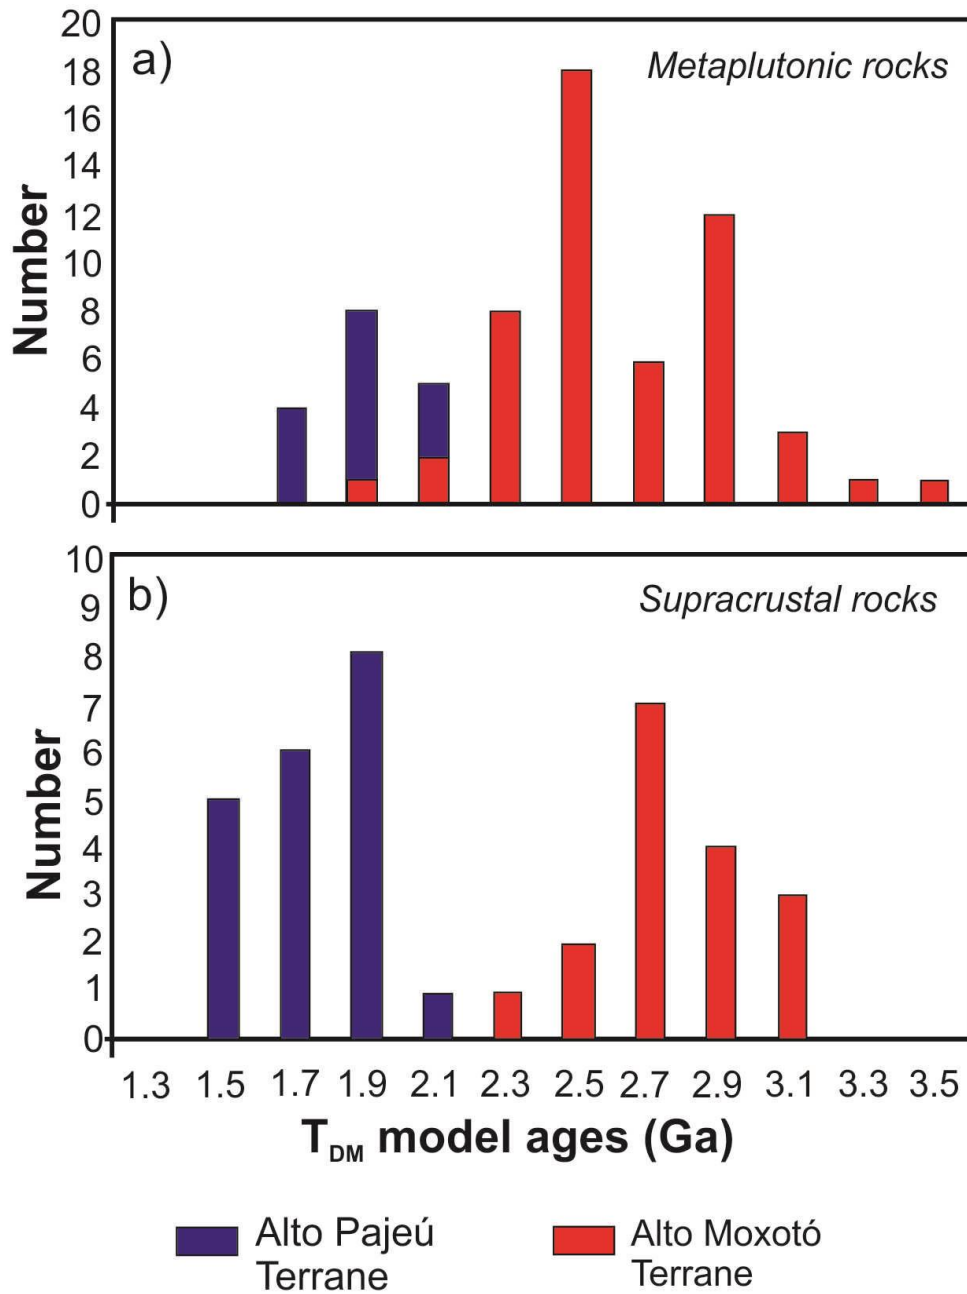 a)
Metaplutonic rocks
Number
20
18
16
14
12
10
8
6
4
2
0
b)
Supracrustal rocks
Number
10
9
8
7
6
5
4
3
2
1
0
1.3 1.5 1.7 1.9 2.1 2.3 2.5 2.7 2.9 3.1 3.3 3.5
TDM model ages (Ga)
Alto Pajeú
Terrane
Alto Moxotó
Terrane